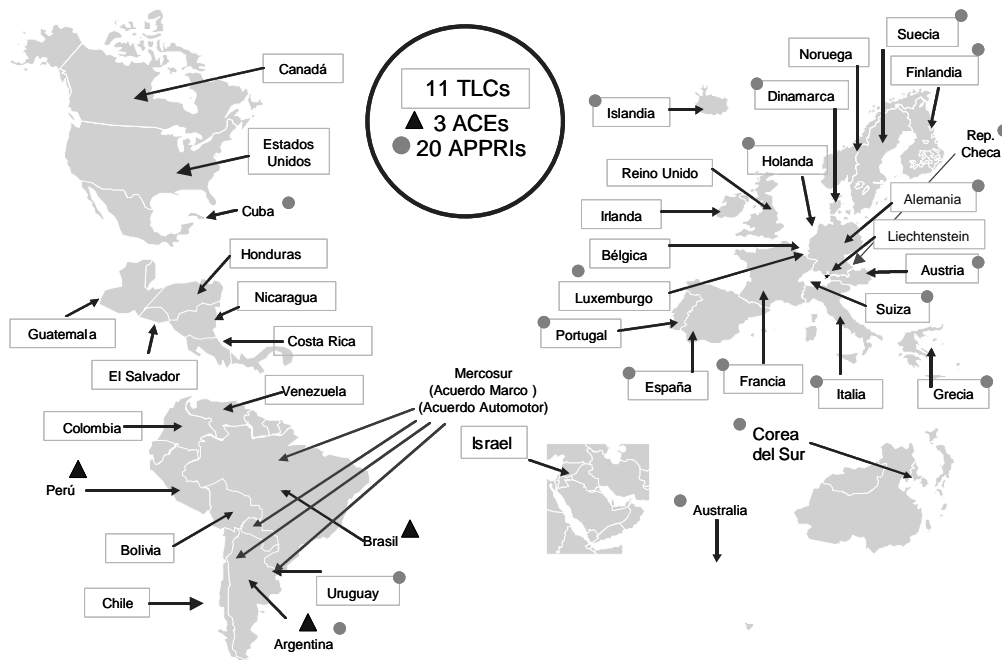 Canadá
Estados
Unidos
Cuba
Honduras
Nicaragua
Guatemala
Costa Rica
El Salvador
11 TLCs
3 ACEs
20 APPRIs
Suecia
Noruega
Finlandia
Dinamarca
Islandia
Rep.
Checa
Holanda
Reino Unido
Alemania
Irlanda
Liechtenstein
Bélgica
Austria
Luxemburgo
Suiza
Portugal
España
Francia
Italia
Grecia
Mercosur
(Acuerdo Marco )
(Acuerdo Automotor)
Venezuela
Colombia
Perú
Bolivia
Brasil
Chile
Uruguay
Argentina
Israel
Corea
del Sur
Australia